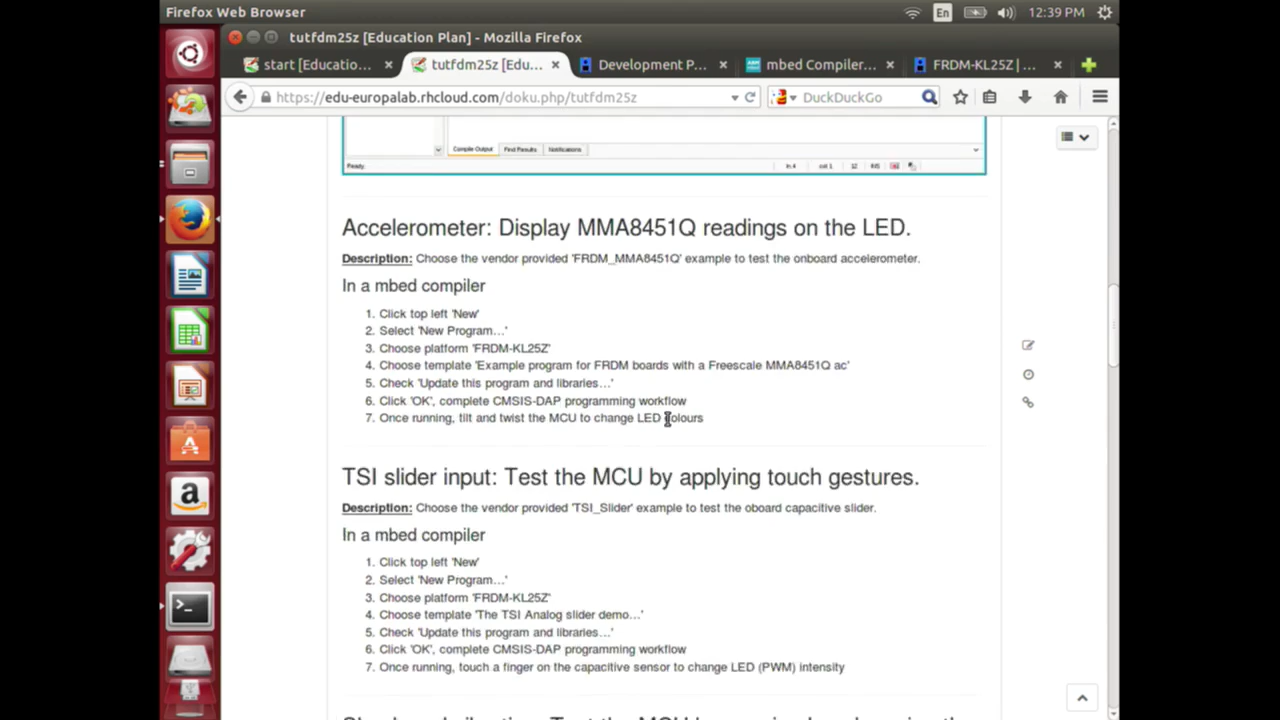 Firefox Web Browser
En
12:39 PM
tutfdm25z [Education Plan] - Mozilla Firefox
start [Educatio...
tutfdm25z [Edu...
Development P...
mbed Compiler...
FRDM-KL25Z | ...
https://edu-europalab.rhcloud.com/doku.php/tutfdm25z
DuckDuckGo
Compile Output
Find Results
Notifications
Ready.
ln 4
col 1
12
INS
Accelerometer: Display MMA8451Q readings on the LED.
Description: Choose the vendor provided 'FRDM_MMA8451Q' example to test the onboard accelerometer.
In a mbed compiler
1. Click top left 'New'
2. Select 'New Program...'
3. Choose platform 'FRDM-KL25Z'
4. Choose template 'Example program for FRDM boards with a Freescale MMA8451Q ac'
5. Check 'Update this program and libraries...'
6. Click 'OK', complete CMSIS-DAP programming workflow
7. Once running, tilt and twist the MCU to change LED colours
TSI slider input: Test the MCU by applying touch gestures.
Description: Choose the vendor provided 'TSI_Slider' example to test the oboard capacitive slider.
In a mbed compiler
1. Click top left 'New'
2. Select 'New Program...'
3. Choose platform 'FRDM-KL25Z'
4. Choose template 'The TSI Analog slider demo...'
5. Check 'Update this program and libraries...'
6. Click 'OK', complete CMSIS-DAP programming workflow
7. Once running, touch a finger on the capacitive sensor to change LED (PWM) intensity